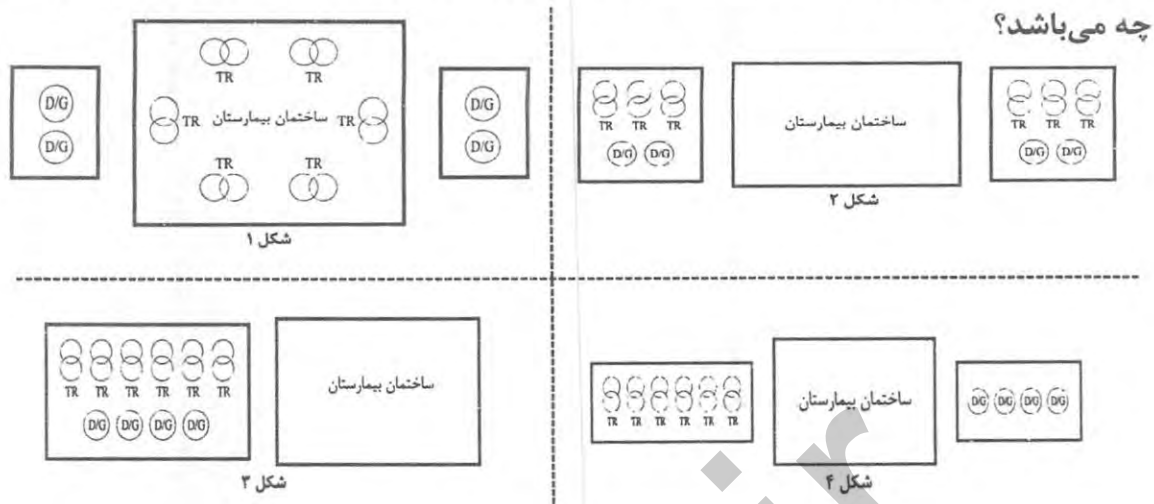 چه می‌باشد؟
TR TR
D/G
D/G
TR ساختمان بیمارستان TR
TR TR
D/G
D/G
شکل ۱
TR TR TR
D/G D/G
ساختمان بیمارستان
TR TR TR
D/G D/G
شکل ۲
TR TR TR TR TR TR
D/G D/G D/G D/G
ساختمان بیمارستان
شکل ۳
TR TR TR TR TR TR
ساختمان بیمارستان
D/G D/G D/G D/G
شکل ۴